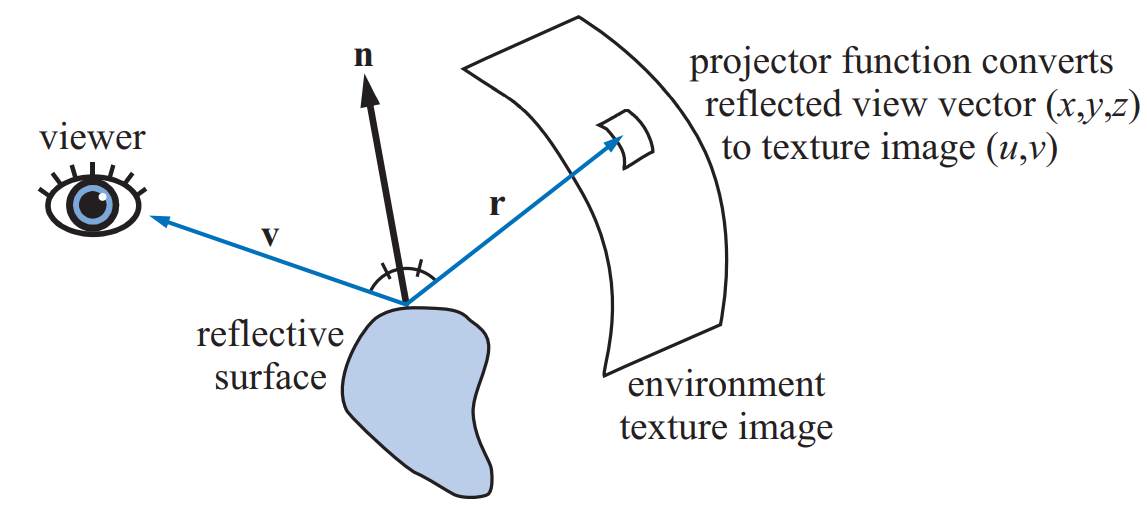 n
projector function converts
reflected view vector (x,y,z)
to texture image (u,v)
viewer
r
v
reflective
surface
environment
texture image